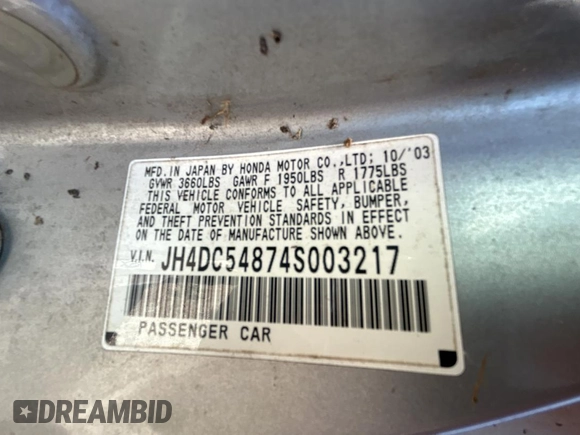 MFD. IN JAPAN BY HONDA MOTOR CO.,LTD; 10/'03
GVWR 3660LBS GAWR F 1950LBS R 1775LBS
THIS VEHICLE CONFORMS TO ALL APPLICABLE
FEDERAL MOTOR VEHICLE SAFETY, BUMPER,
AND THEFT PREVENTION STANDARDS IN EFFECT
ON THE DATE OF MANUFACTURE SHOWN ABOVE.
V.I.N. JH4DC54874S003217
PASSENGER CAR
DREAMBID